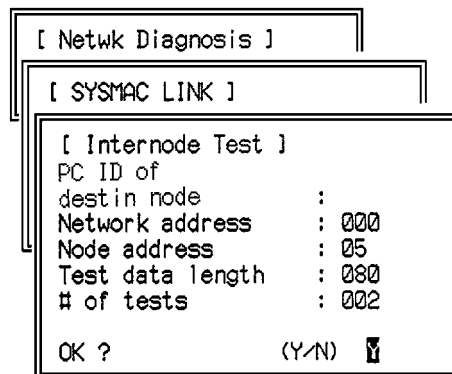 [ Netwk Diagnosis ]
[ SYSMAC LINK ]
[ Internode Test ]
PC ID of
destin node :
Network address : 000
Node address : 05
Test data length : 080
# of tests : 002
OK ? (Y/N) Y